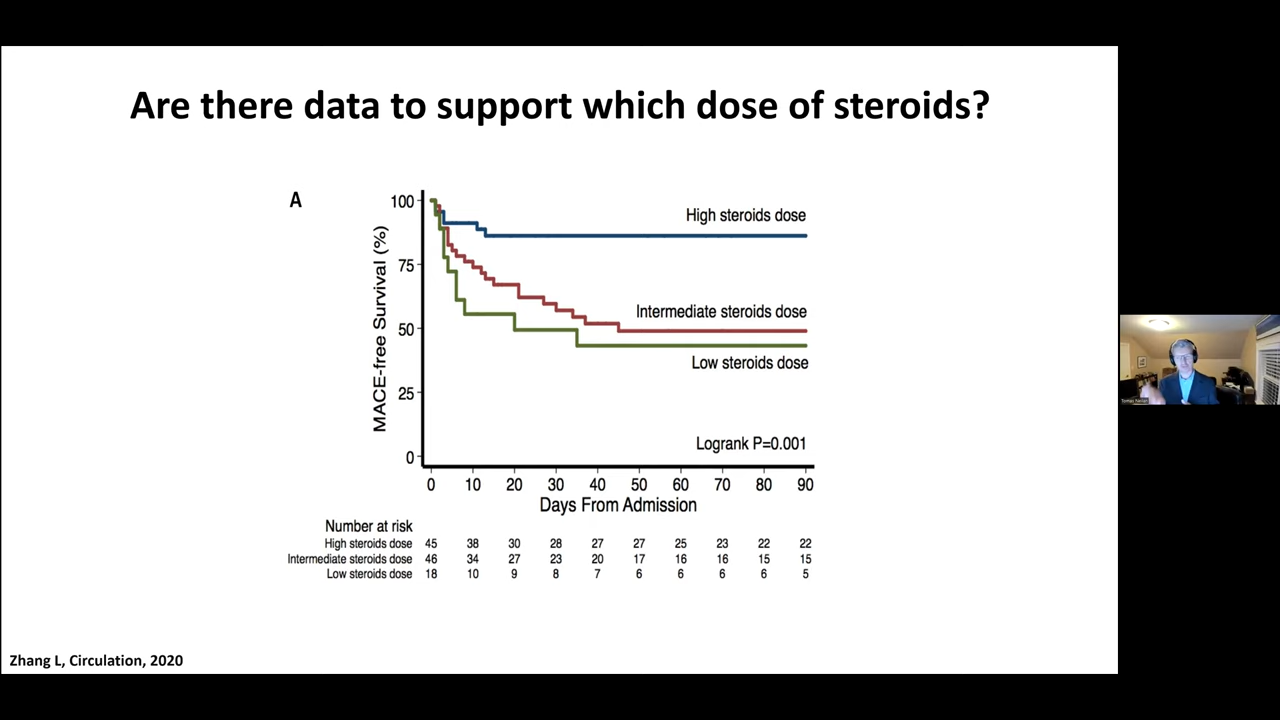 Are there data to support which dose of steroids?
A
MACE-free Survival (%)
100
75
50
25
0
High steroids dose
Intermediate steroids dose
Low steroids dose
Logrank P=0.001
0 10 20 30 40 50 60 70 80 90
Days From Admission
Number at risk
High steroids dose 45 38 30 28 27 27 25 23 22 22
Intermediate steroids dose 46 34 27 23 20 17 16 16 15 15
Low steroids dose 18 10 9 8 7 6 6 6 6 5
Zhang L, Circulation, 2020